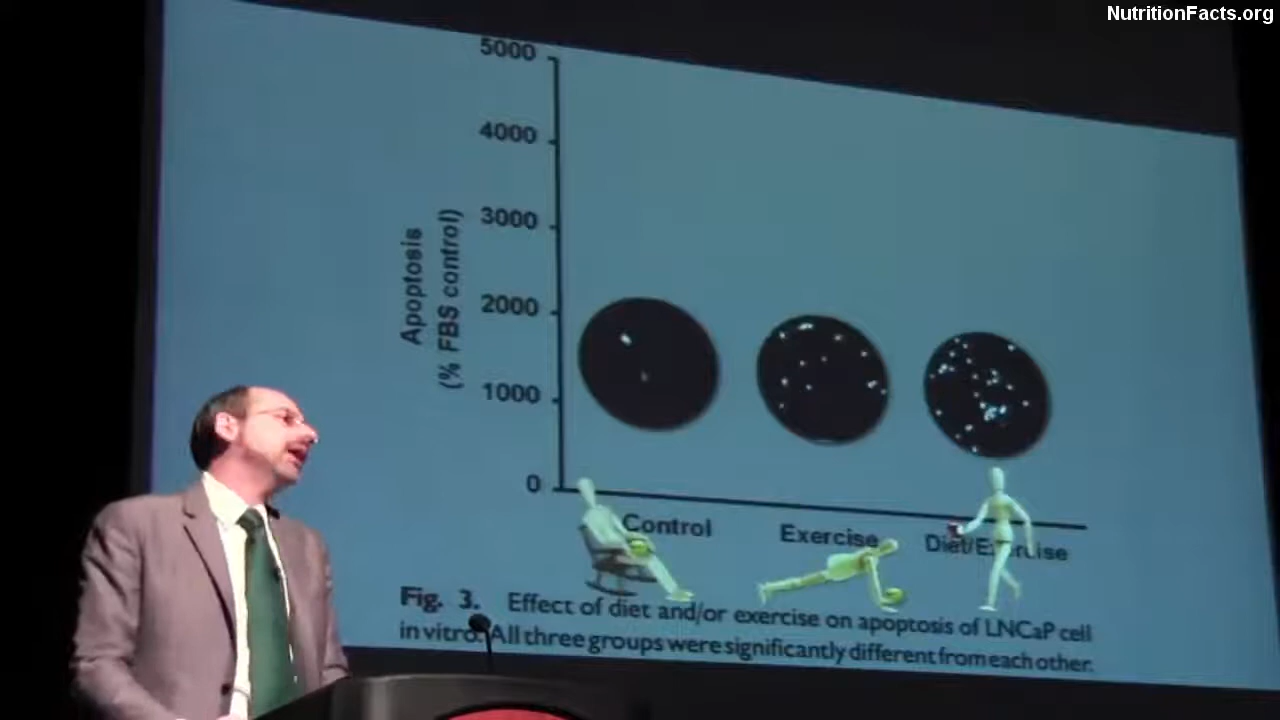 NutritionFacts.org
5000
4000
3000
2000
1000
0
Apoptosis
(% FBS control)
Control
Exercise
Diet/Exercise
Fig. 3. Effect of diet and/or exercise on apoptosis of LNCaP cell
in vitro. All three groups were significantly different from each other.